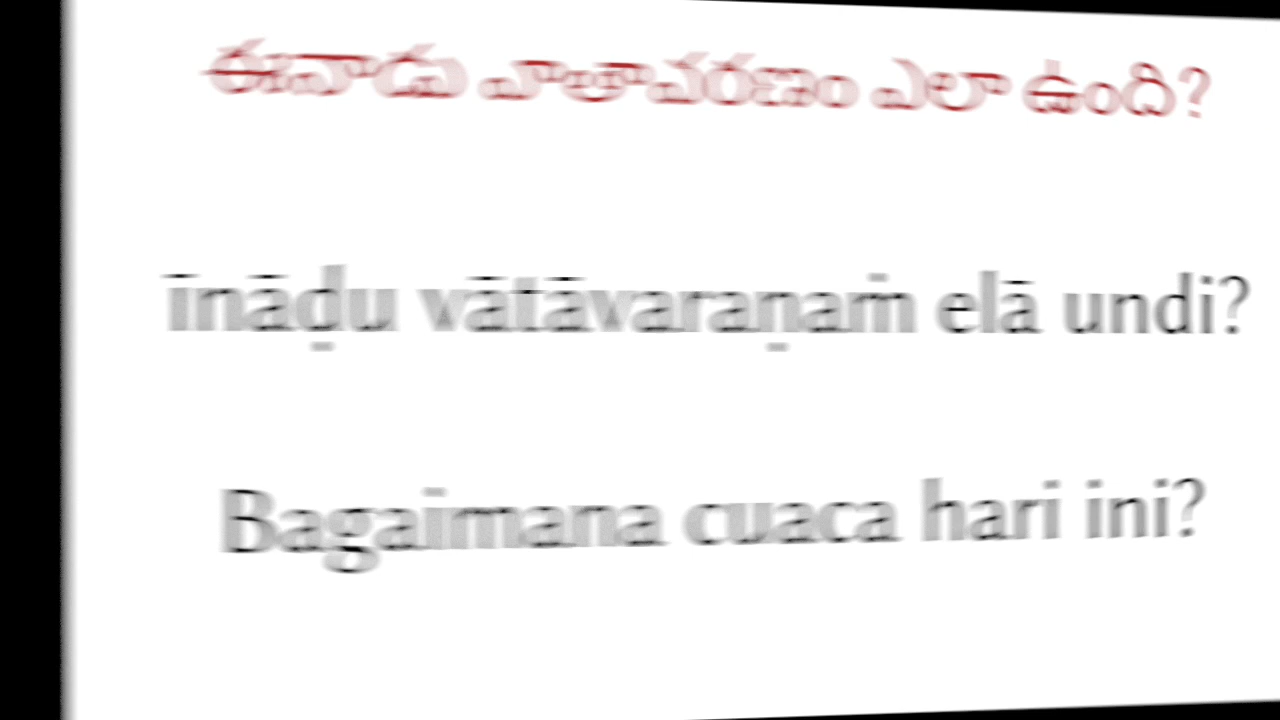 ఈనాడు వాతావరణం ఎలా ఉంది?
īnāḍu vātāvaraṇaṁ elā undi?
Bagaimana cuaca hari ini?